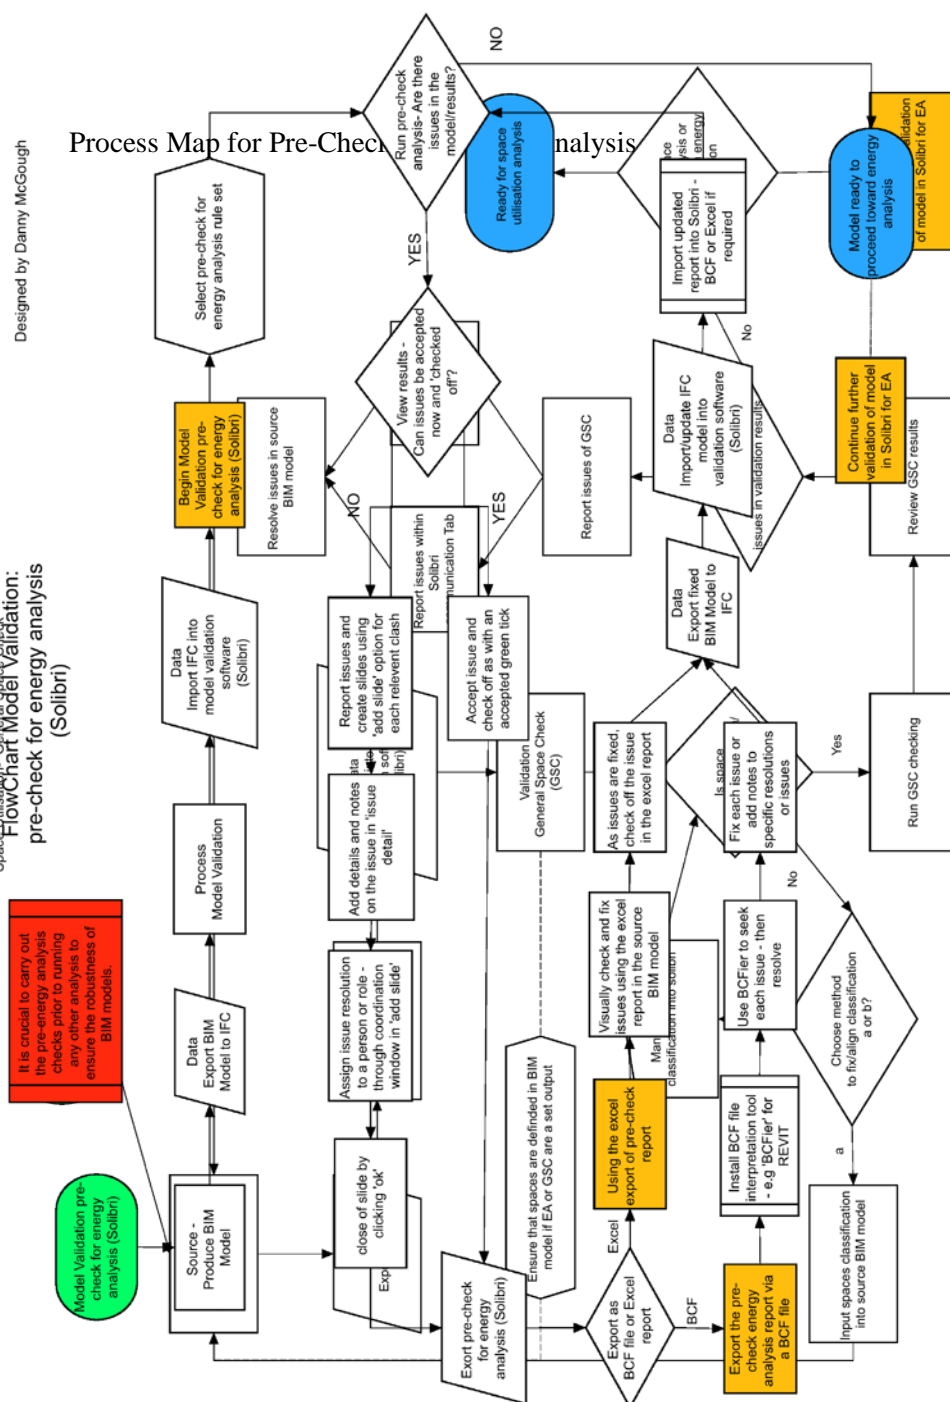 Process Map for Pre-Chec
nalysis
Designed by Danny McGough
FlowChart Model Validation:
pre-check for energy analysis
(Solibri)
It is crucial to carry out
the pre-energy analysis
checks prior to running
any other analysis to
ensure the robustness of
BIM models.
Model Validation pre-
check for energy
analysis (Solibri)
Source -
Produce BIM
Model
Data
Export BIM
Model to IFC
Process
Model Validation
Data
Import IFC into
model validation
software
(Solibri)
Begin Model
Validation pre-
check for energy
analysis (Solibri)
Resolve issues in source
BIM model
Select pre-check for
energy analysis rule set
Run pre-check
analysis- Are there
issues in the
model/results?
NO
YES
Ready for space
utilisation analysis
View results -
Can issues be accepted
now and 'checked
off'?
NO
YES
Report issues within
Solibri
munication Tab
Report issues and
create slides using
'add slide' option for
each relevent clash
Accept issue and
check off as with an
accepted green tick
Add details and notes
on the issue in 'issue
detail'
Assign issue resolution
to a person or role -
through coordination
window in 'add slide'
close of slide by
clicking 'ok'
Exort pre-check
for energy
analysis (Solibri)
Validation
General Space Check
(GSC)
Ensure that spaces are definded in BIM
model if EA or GSC are a set output
Report issues of GSC
Export as
BCF file or Excel
report
Excel
BCF
Using the excel
export of pre-check
report
Visually check and fix
issues using the excel
report in the source
BIM model
classification into solibri
As issues are fixed,
check off the issue
in the excel report
Data
Export fixed
BIM Model to
IFC
Data
Import/update IFC
model into
validation software
(Solibri)
issues in validation results
No
Import updated
report into Solibri -
BCF or Excel if
required
Export the pre-
check energy
analysis report via
a BCF file
Install BCF file
interpretation tool
- e.g 'BCFier' for
REVIT
Use BCFier to seek
each issue - then
resolve
Is space
Fix each issue or
add notes to
specific resolutions
or issues
No
Yes
Choose method
to fix/align classification
a or b?
a
Input spaces classification
into source BIM model
Run GSC checking
Review GSC results
Continue further
validation of model
in Solibri for EA
Model ready to
proceed toward energy
analysis
of model in Solibri for EA